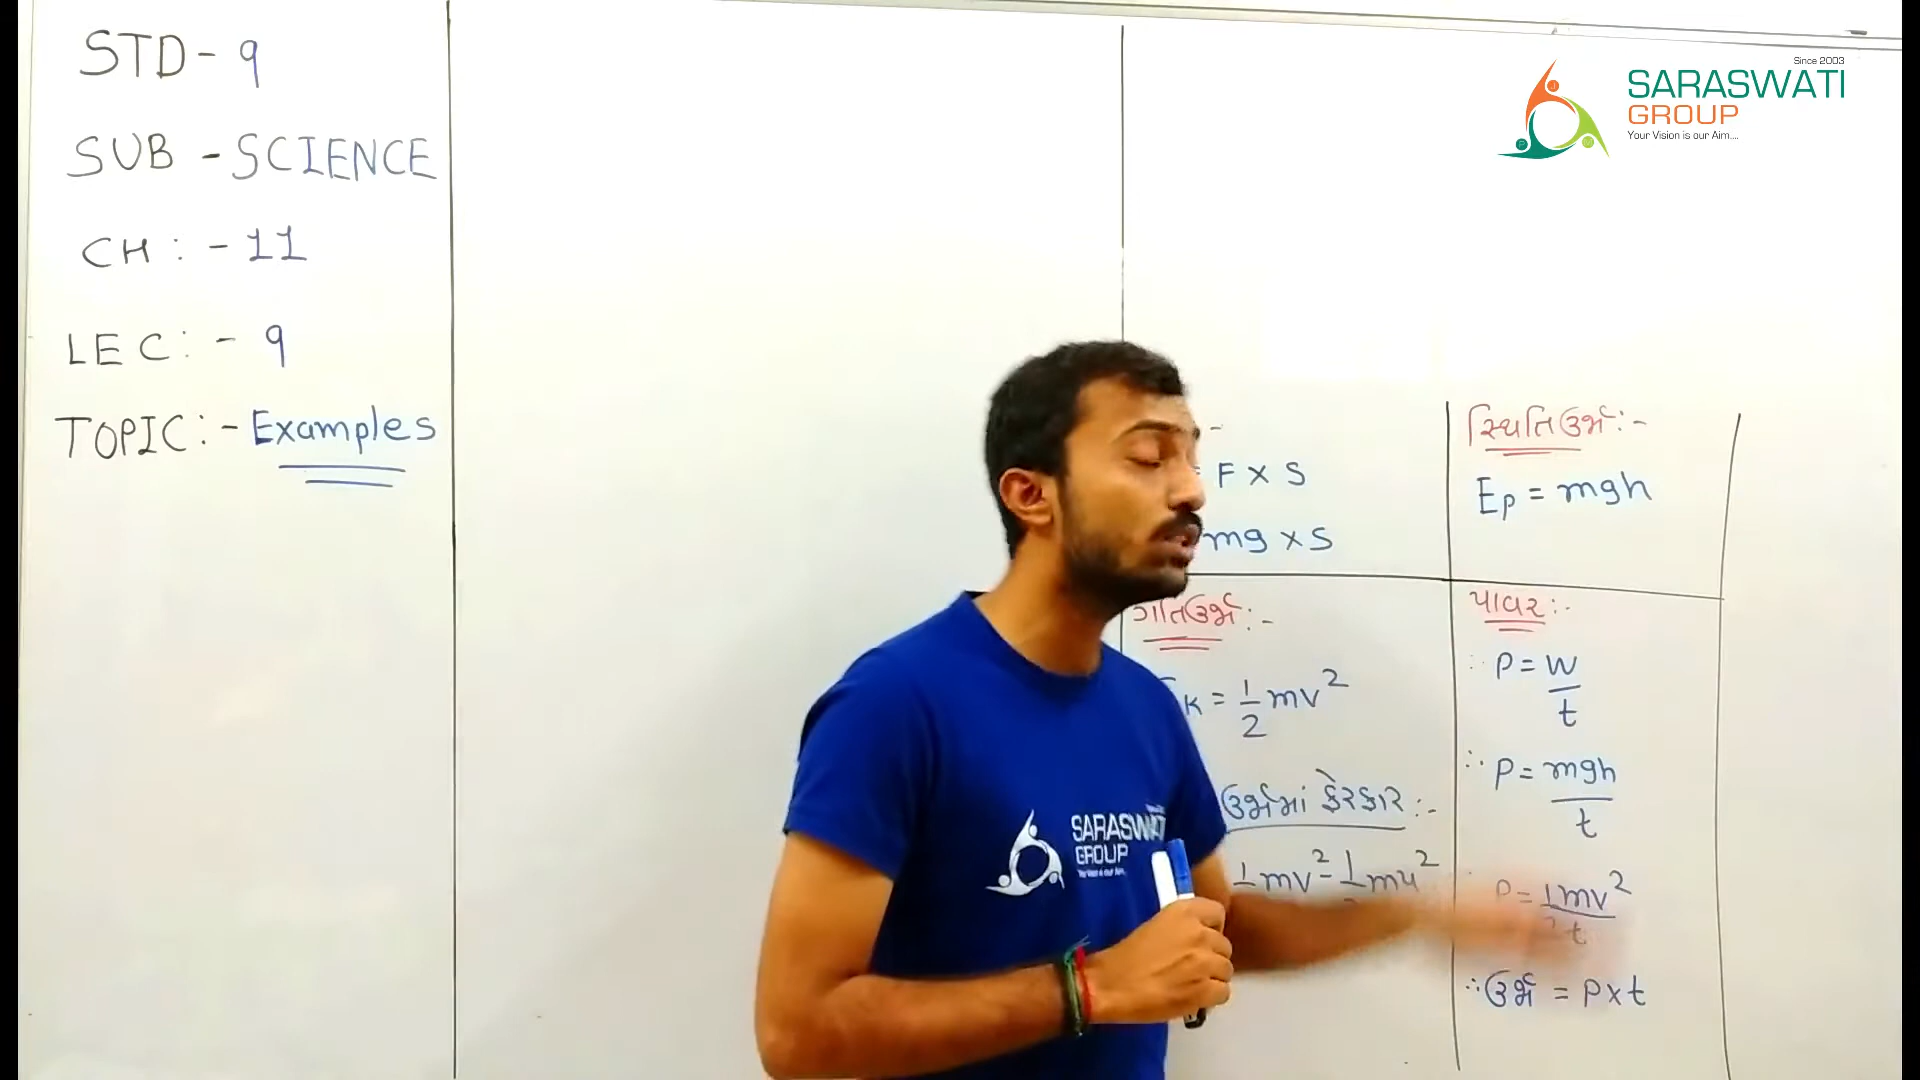 STD - 9
SUB - SCIENCE
CH : - 11
LEC : - 9
TOPIC : - Examples
Since 2003
SARASWATI
GROUP
Your Vision is our Aim....
F × S
mg × S
સ્થિતિઉર્જા :-
Ep = mgh
ગતિઉર્જા :-
K = 1/2 mv²
ઉર્જામાં ફેરફાર :-
1/2 mv² - 1/2 mu²
પાવર :-
∴ P = W/t
∴ P = mgh/t
P = 1/2 mv²/t
∴ ઉર્જા = P × t
SARASWATI
GROUP